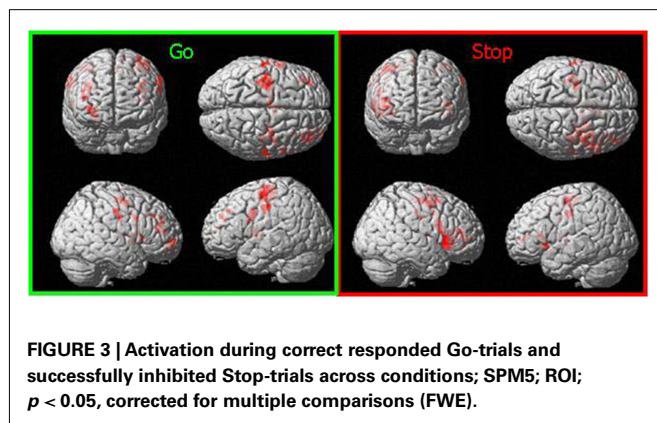 Go
Stop
FIGURE 3 | Activation during correct responded Go-trials and
successfully inhibited Stop-trials across conditions; SPM5; ROI;
p < 0.05, corrected for multiple comparisons (FWE).